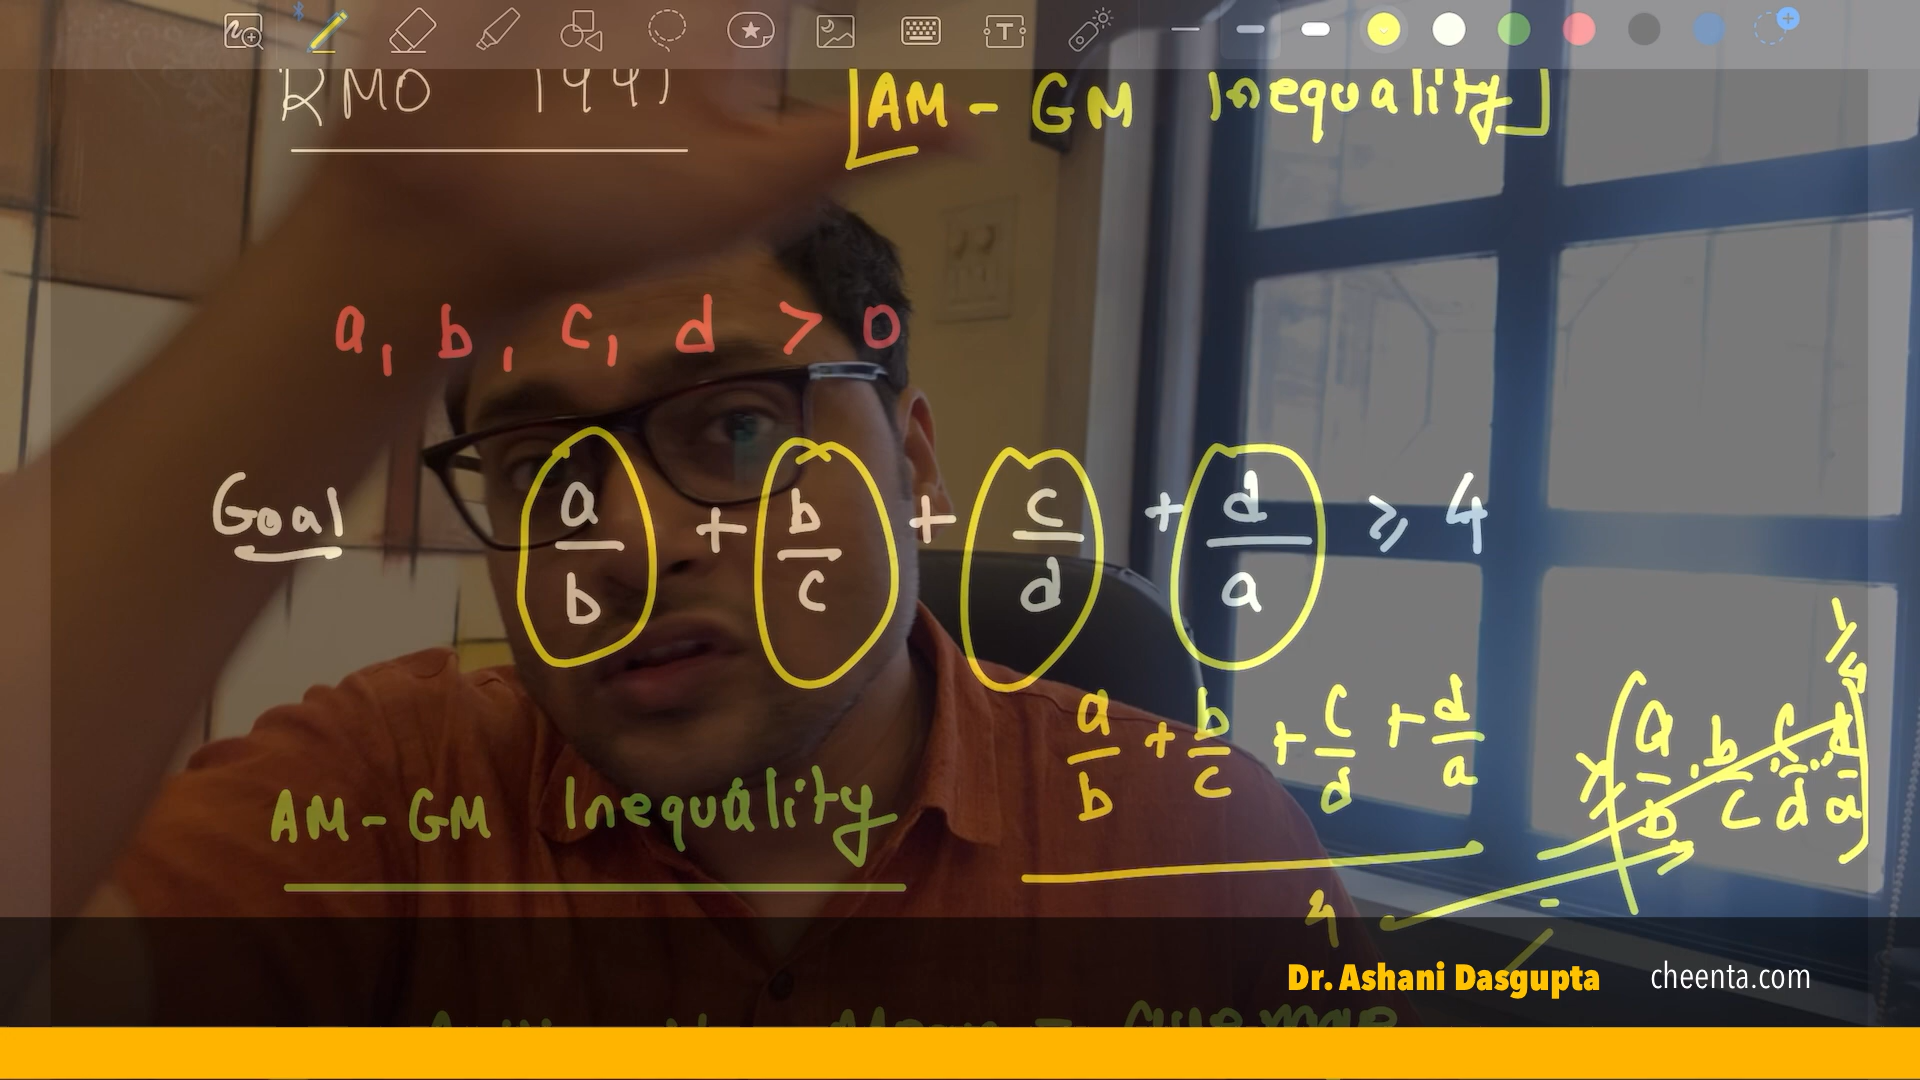 RMO 1991 [AM - GM Inequality]
a, b, c, d > 0
Goal a/b + b/c + c/d + d/a ≥ 4
a/b + b/c + c/d + d/a
AM-GM Inequality
4
Dr. Ashani Dasgupta cheenta.com